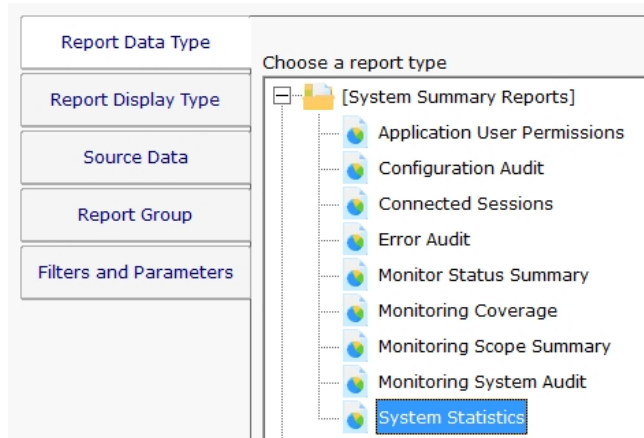 Report Data Type
Report Display Type
Source Data
Report Group
Filters and Parameters
Choose a report type
[System Summary Reports]
Application User Permissions
Configuration Audit
Connected Sessions
Error Audit
Monitor Status Summary
Monitoring Coverage
Monitoring Scope Summary
Monitoring System Audit
System Statistics